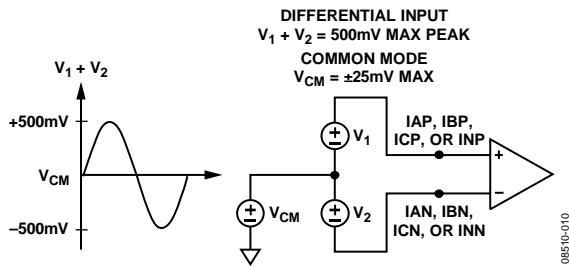 DIFFERENTIAL INPUT
V1 + V2 = 500mV MAX PEAK
COMMON MODE
VCM = ±25mV MAX
V1 + V2
+500mV
VCM
–500mV
V1
VCM
V2
IAP, IBP,
ICP, OR INP
+
–
IAN, IBN,
ICN, OR INN
08510-010